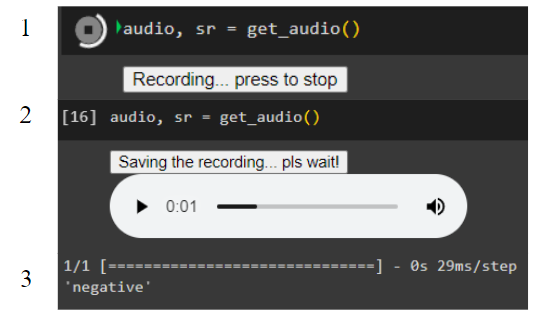 1 audio, sr = get_audio()
Recording... press to stop
2 [16] audio, sr = get_audio()
Saving the recording... pls wait!
0:01
1/1 [==============================] - 0s 29ms/step
3
'negative'